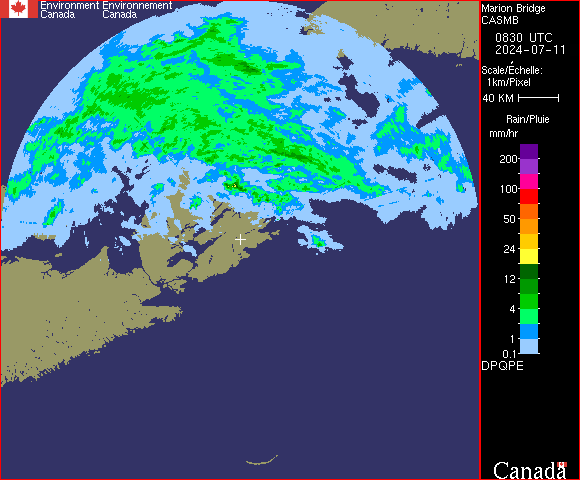 Environment Environnement
Canada Canada
Marion Bridge
CASMB
0830 UTC
2024-07-11
Scale/Échelle:
1km/Pixel
40 KM
Rain/Pluie
mm/hr
200
100
50
24
12
4
1
0.1
DPQPE
Canada